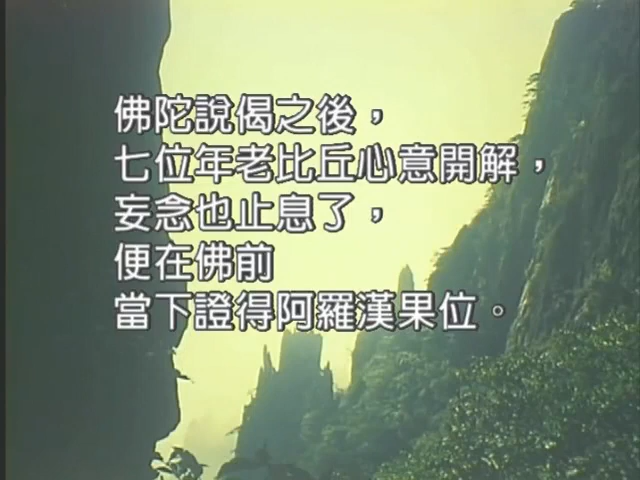 佛陀說偈之後，
七位年老比丘心意開解，
妄念也止息了，
便在佛前
當下證得阿羅漢果位。